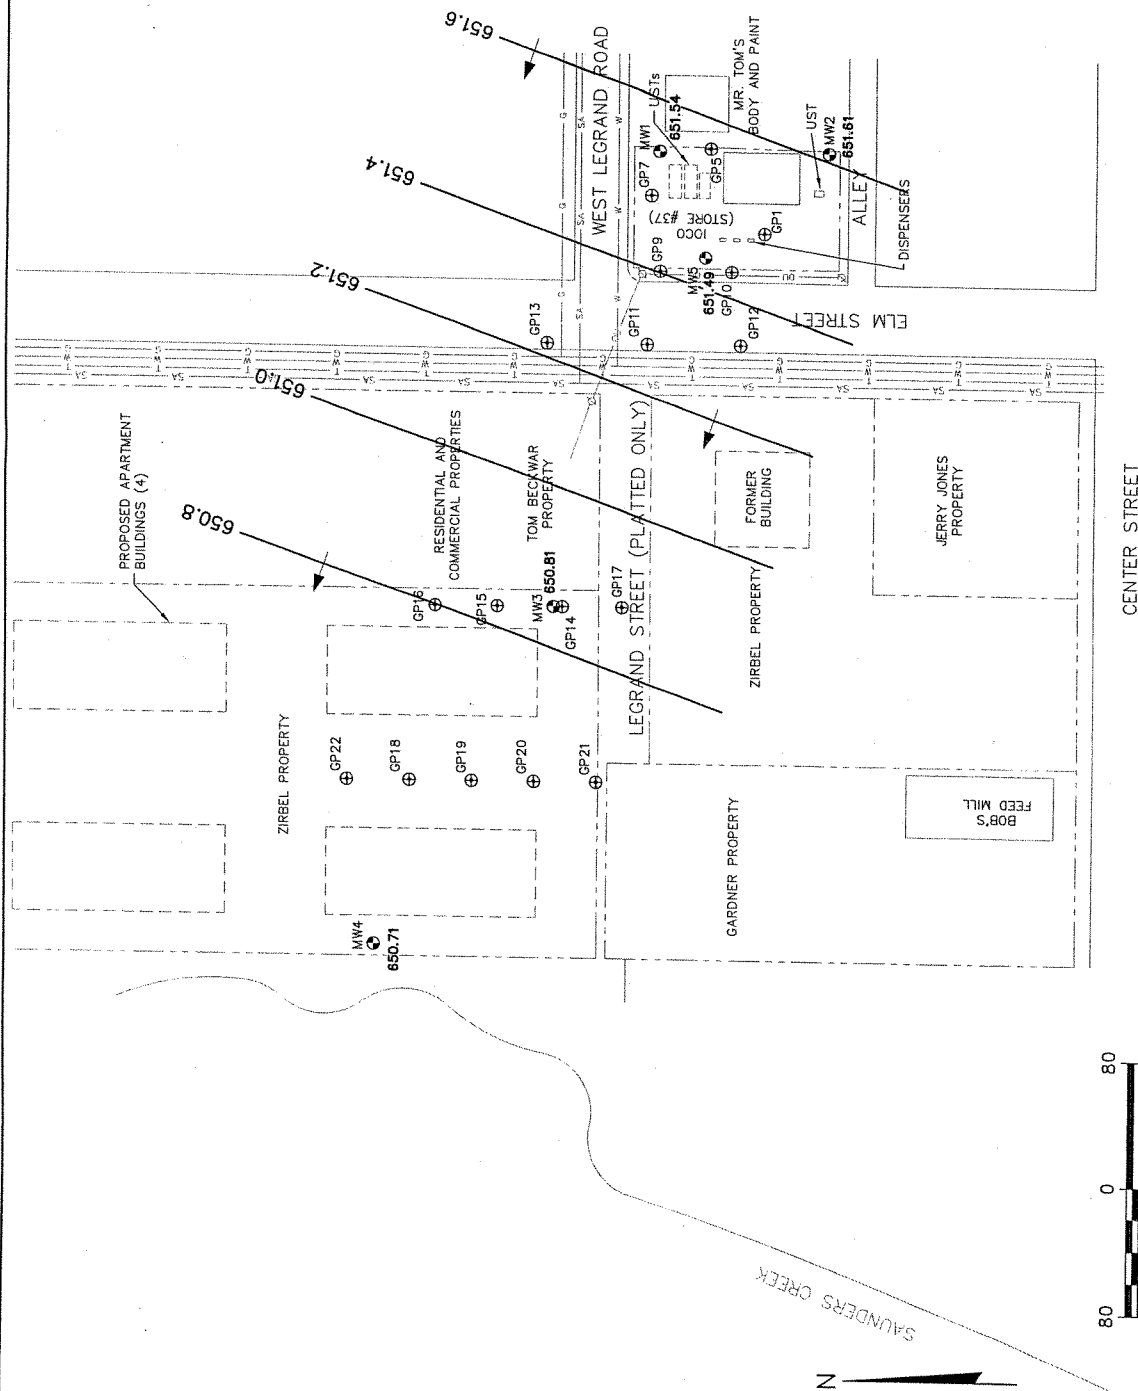 651.6
651.4
651.2
651.0
650.8
WEST LEGRAND ROAD
USTs
MR. TOM'S
BODY AND PAINT
MW1
651.54
GP7
GP5
UST
MW2
651.61
ALLEY
IOCO
(STORE #37)
GP1
DISPENSERS
GP9
MW5
651.49
GP10
GP13
GP11
GP12
ELM STREET
PROPOSED APARTMENT
BUILDINGS (4)
RESIDENTIAL AND
COMMERCIAL PROPERTIES
TOM BECKWAR
PROPERTY
LEGRAND STREET (PLATTED ONLY)
FORMER
BUILDING
JERRY JONES
PROPERTY
CENTER STREET
GP16
GP15
MW3
650.81
GP14
GP17
ZIRBEL PROPERTY
ZIRBEL PROPERTY
GP22
GP18
GP19
GP20
GP21
GARDNER PROPERTY
BOB'S
FEED MILL
MW4
650.71
SAUNDERS CREEK
N
80
0
80